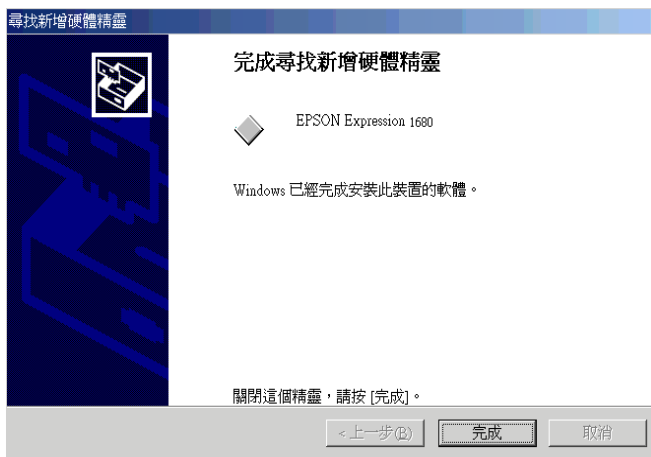 尋找新增硬體精靈
完成尋找新增硬體精靈
EPSON Expression 1680
Windows 已經完成安裝此裝置的軟體。
關閉這個精靈，請按 [完成]。
<上一步(B)
完成
取消